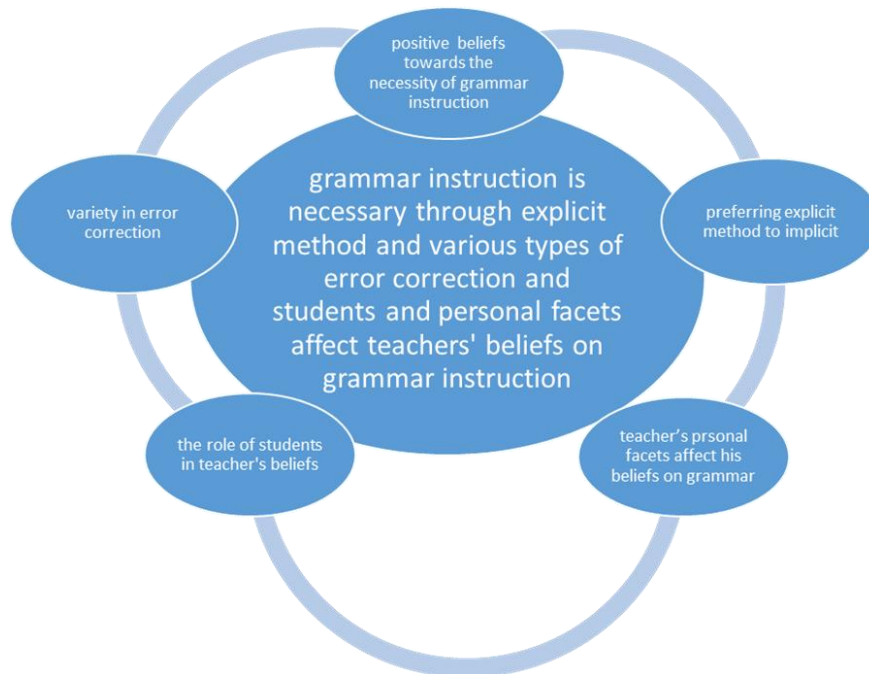 positive beliefs
towards the
necessity of grammar
instruction
grammar instruction is
necessary through explicit
method and various types of
error correction and
students and personal facets
affect teachers' beliefs on
grammar instruction
variety in error
correction
preferring explicit
method to implicit
the role of students
in teacher's beliefs
teacher’s prsonal
facets affect his
beliefs on grammar